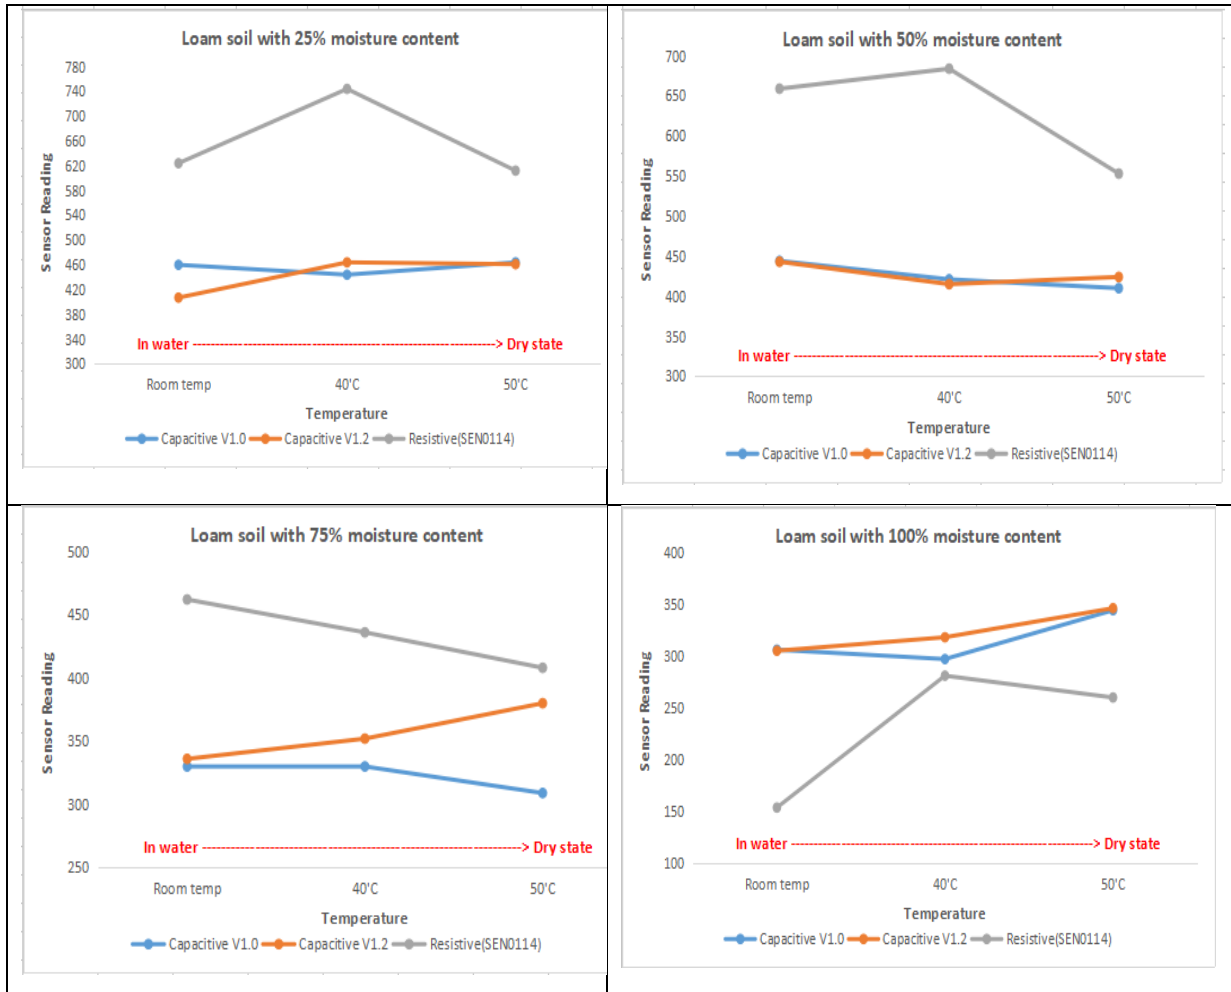 Loam soil with 25% moisture content
780
740
700
660
620
580
540
500
460
420
380
340
300
Sensor Reading
In water ----------------------------------------------------------> Dry state
Room temp 40'C 50'C
Temperature
Capacitive V1.0 Capacitive V1.2 Resistive(SEN0114)
Loam soil with 50% moisture content
700
650
600
550
500
450
400
350
300
Sensor Reading
In water ----------------------------------------------------------> Dry state
Room temp 40'C 50'C
Temperature
Capacitive V1.0 Capacitive V1.2 Resistive(SEN0114)
Loam soil with 75% moisture content
500
450
400
350
300
250
Sensor Reading
In water ----------------------------------------------------------> Dry state
Room temp 40'C 50'C
Temperature
Capacitive V1.0 Capacitive V1.2 Resistive(SEN0114)
Loam soil with 100% moisture content
400
350
300
250
200
150
100
Sensor Reading
In water ----------------------------------------------------------> Dry state
Room temp 40'C 50'C
Temperature
Capacitive V1.0 Capacitive V1.2 Resistive(SEN0114)